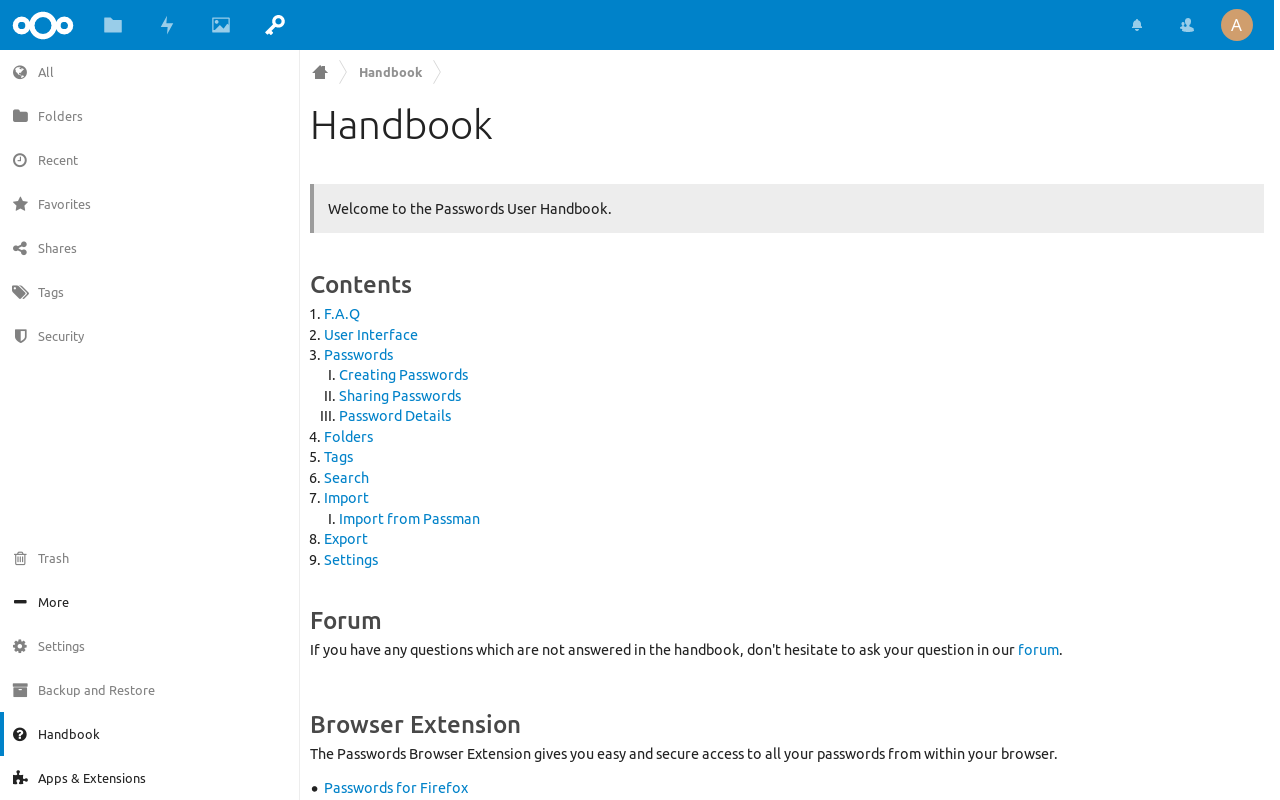 A
All
Folders
Recent
Favorites
Shares
Tags
Security
Trash
More
Settings
Backup and Restore
Handbook
Apps & Extensions
Handbook
Handbook
Welcome to the Passwords User Handbook.
Contents
1. F.A.Q
2. User Interface
3. Passwords
I. Creating Passwords
II. Sharing Passwords
III. Password Details
4. Folders
5. Tags
6. Search
7. Import
I. Import from Passman
8. Export
9. Settings
Forum
If you have any questions which are not answered in the handbook, don't hesitate to ask your question in our forum.
Browser Extension
The Passwords Browser Extension gives you easy and secure access to all your passwords from within your browser.
• Passwords for Firefox